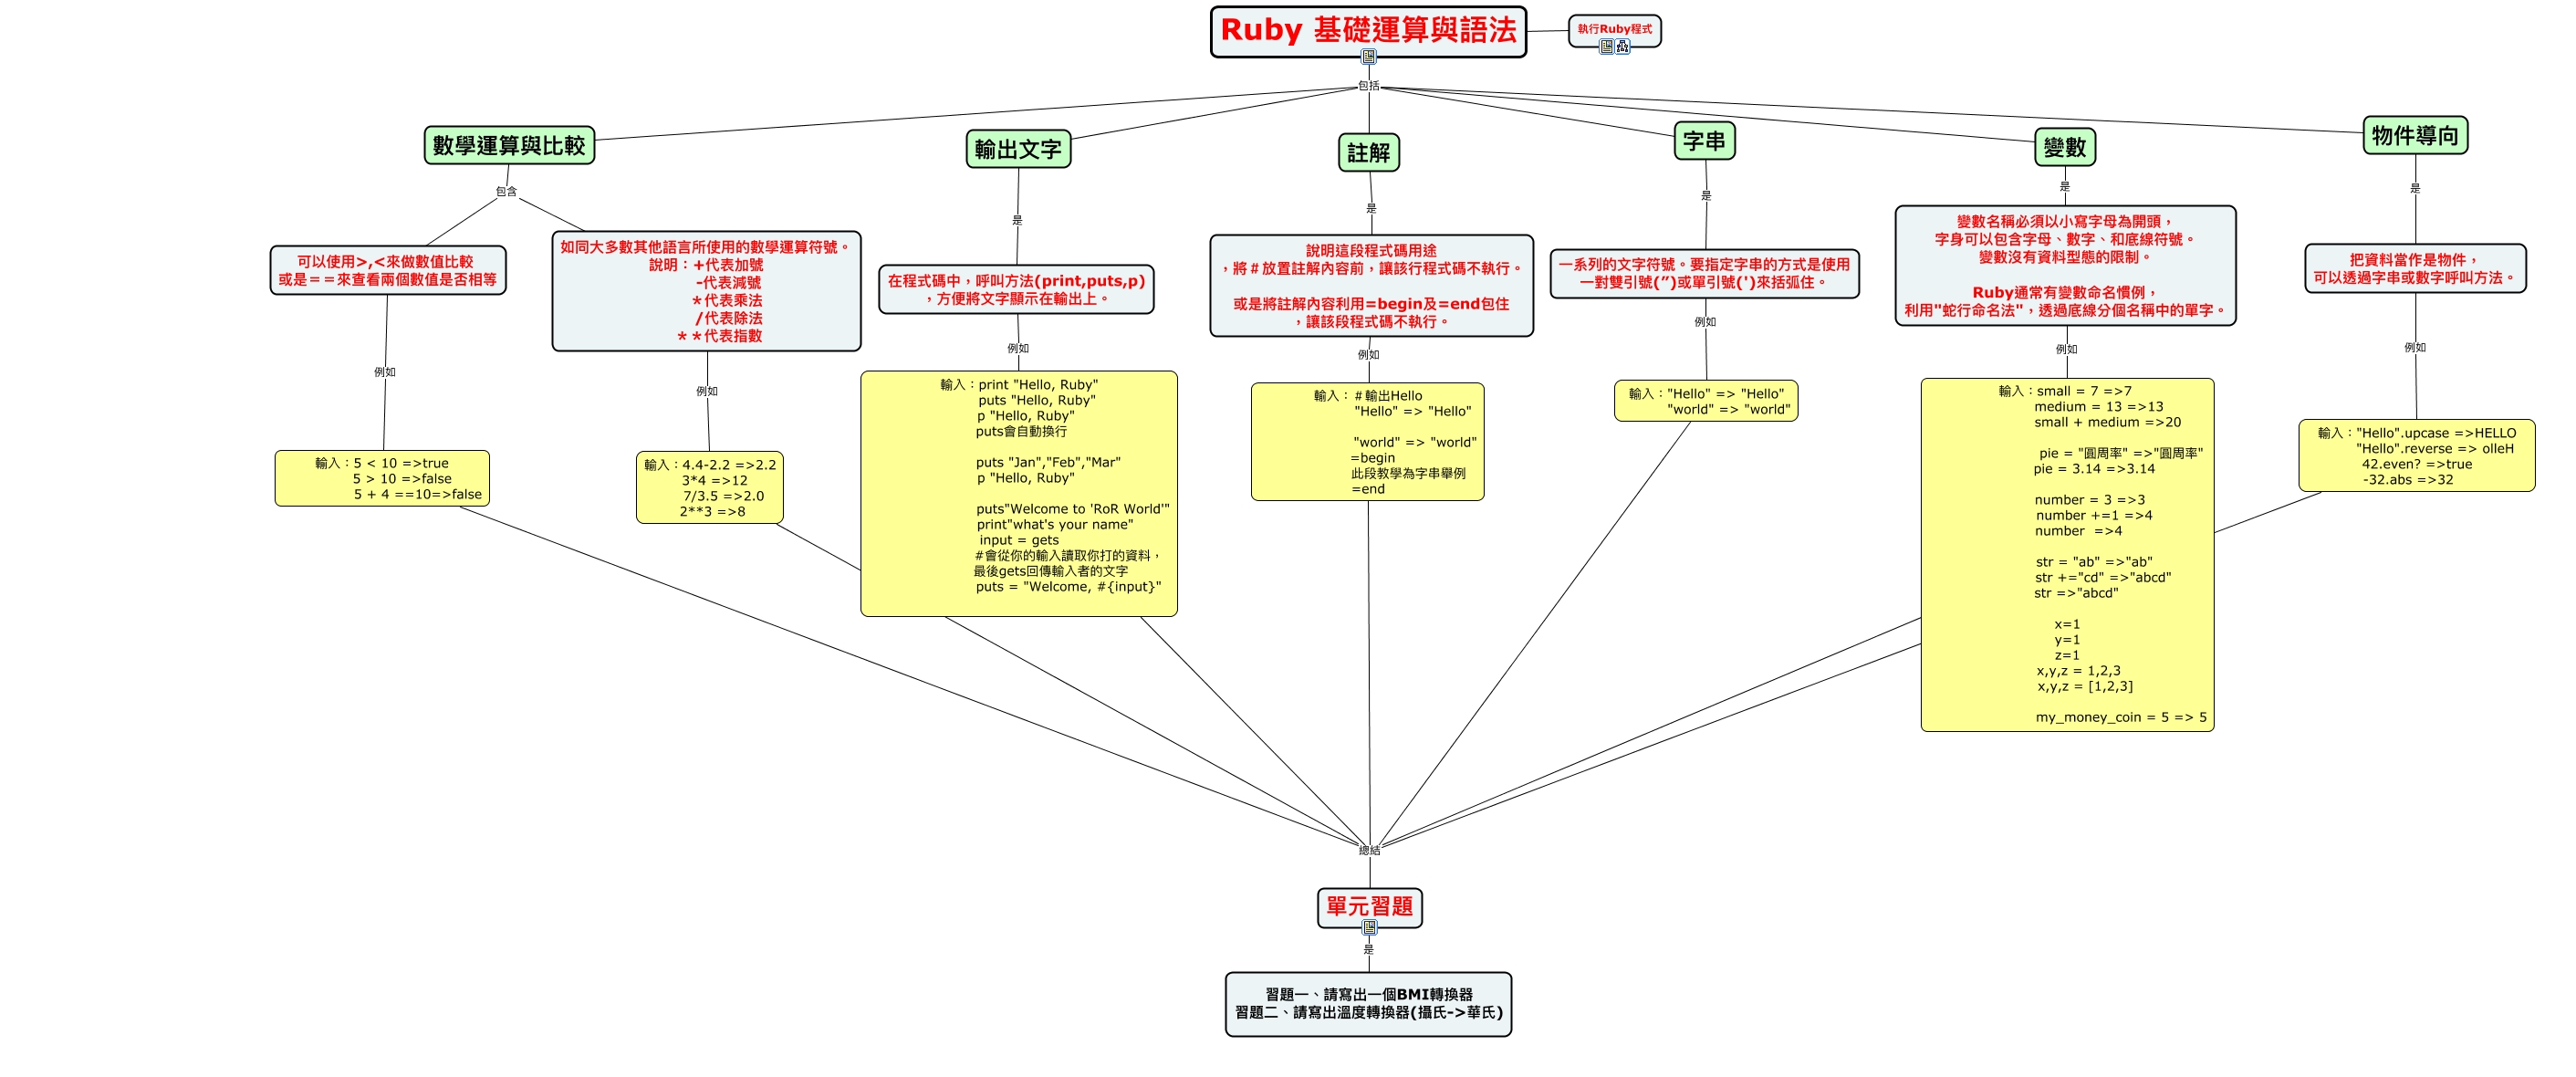 Ruby 基礎運算與語法
執行Ruby程式
包括
數學運算與比較
包含
可以使用>,<來做數值比較
或是＝＝來查看兩個數值是否相等
例如
輸入：5 < 10 =>true
5 > 10 =>false
5 + 4 ==10=>false
如同大多數其他語言所使用的數學運算符號。
說明：+代表加號
-代表減號
＊代表乘法
/代表除法
＊＊代表指數
例如
輸入：4.4-2.2 =>2.2
3*4 =>12
7/3.5 =>2.0
2**3 =>8
輸出文字
是
在程式碼中，呼叫方法(print,puts,p)
，方便將文字顯示在輸出上。
例如
輸入：print "Hello, Ruby"
puts "Hello, Ruby"
p "Hello, Ruby"
puts會自動換行
puts "Jan","Feb","Mar"
p "Hello, Ruby"
puts"Welcome to 'RoR World'"
print"what's your name"
input = gets
#會從你的輸入讀取你打的資料，
最後gets回傳輸入者的文字
puts = "Welcome, #{input}"
註解
是
說明這段程式碼用途
，將＃放置註解內容前，讓該行程式碼不執行。
或是將註解內容利用=begin及=end包住
，讓該段程式碼不執行。
例如
輸入：＃輸出Hello
"Hello" => "Hello"
"world" => "world"
=begin
此段教學為字串舉例
=end
字串
是
一系列的文字符號。要指定字串的方式是使用
一對雙引號(”)或單引號(')來括弧住。
例如
輸入："Hello" => "Hello"
"world" => "world"
變數
是
變數名稱必須以小寫字母為開頭，
字身可以包含字母、數字、和底線符號。
變數沒有資料型態的限制。
Ruby通常有變數命名慣例，
利用"蛇行命名法"，透過底線分個名稱中的單字。
例如
輸入：small = 7 =>7
medium = 13 =>13
small + medium =>20
pie = "圓周率" =>"圓周率"
pie = 3.14 =>3.14
number = 3 =>3
number +=1 =>4
number  =>4
str = "ab" =>"ab"
str +="cd" =>"abcd"
str =>"abcd"
x=1
y=1
z=1
x,y,z = 1,2,3
x,y,z = [1,2,3]
my_money_coin = 5 => 5
物件導向
是
把資料當作是物件，
可以透過字串或數字呼叫方法。
例如
輸入："Hello".upcase =>HELLO
"Hello".reverse => olleH
42.even? =>true
-32.abs =>32
總結
單元習題
是
習題一、請寫出一個BMI轉換器
習題二、請寫出溫度轉換器(攝氏->華氏)